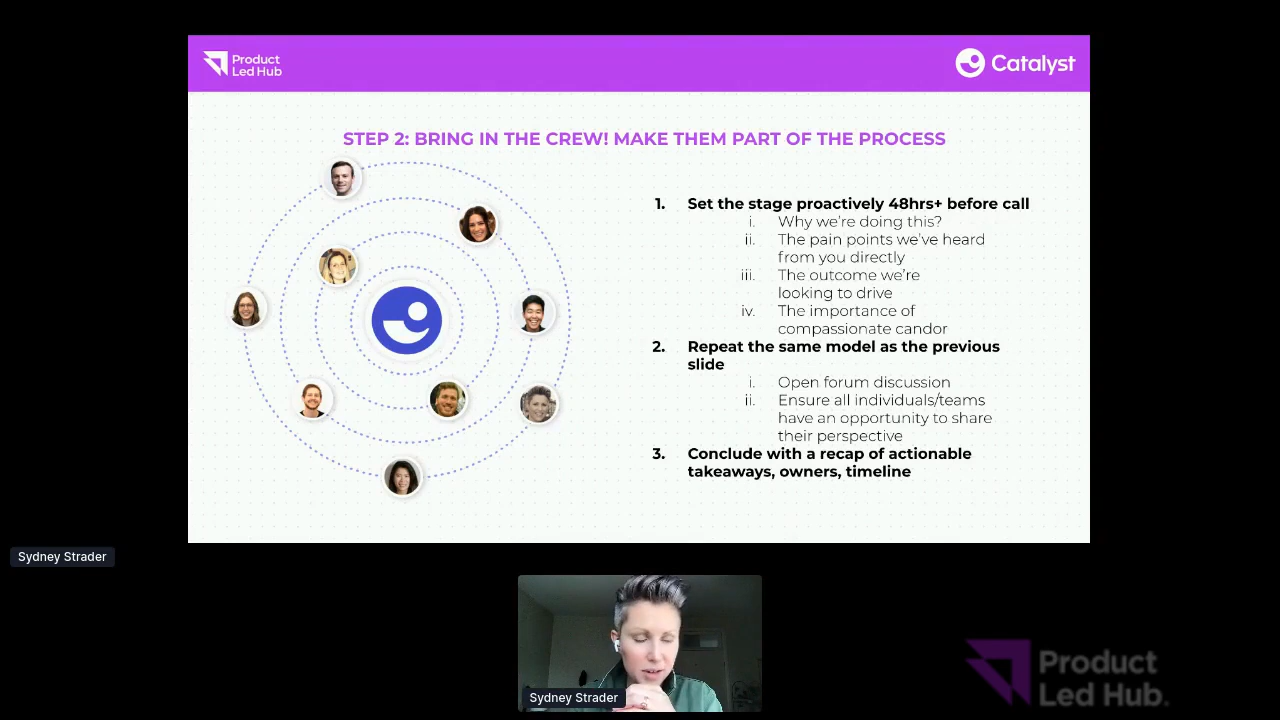 Product
Led Hub
Catalyst
STEP 2: BRING IN THE CREW! MAKE THEM PART OF THE PROCESS
1. Set the stage proactively 48hrs+ before call
i. Why we're doing this?
ii. The pain points we've heard
from you directly
iii. The outcome we're
looking to drive
iv. The importance of
compassionate candor
2. Repeat the same model as the previous
slide
i. Open forum discussion
ii. Ensure all individuals/teams
have an opportunity to share
their perspective
3. Conclude with a recap of actionable
takeaways, owners, timeline
Sydney Strader
Sydney Strader
Product
Led Hub.